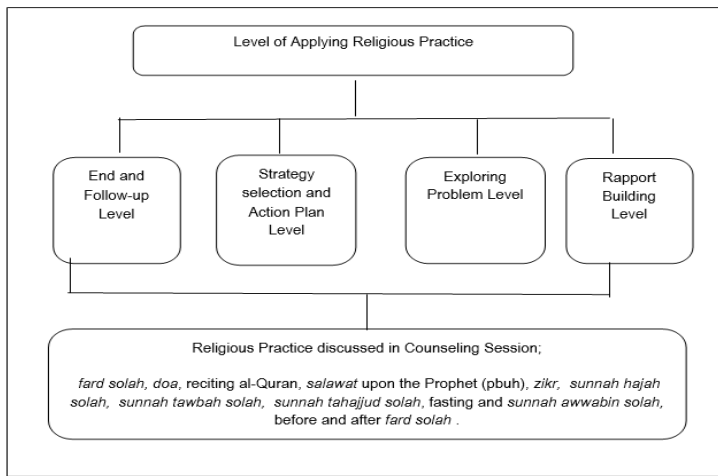 Level of Applying Religious Practice
End and
Follow-up
Level
Strategy
selection and
Action Plan
Level
Exploring
Problem Level
Rapport
Building
Level
Religious Practice discussed in Counseling Session;
fard solah, doa, reciting al-Quran, salawat upon the Prophet (pbuh), zikr, sunnah hajah
solah, sunnah tawbah solah, sunnah tahajjud solah, fasting and sunnah awwabin solah,
before and after fard solah .